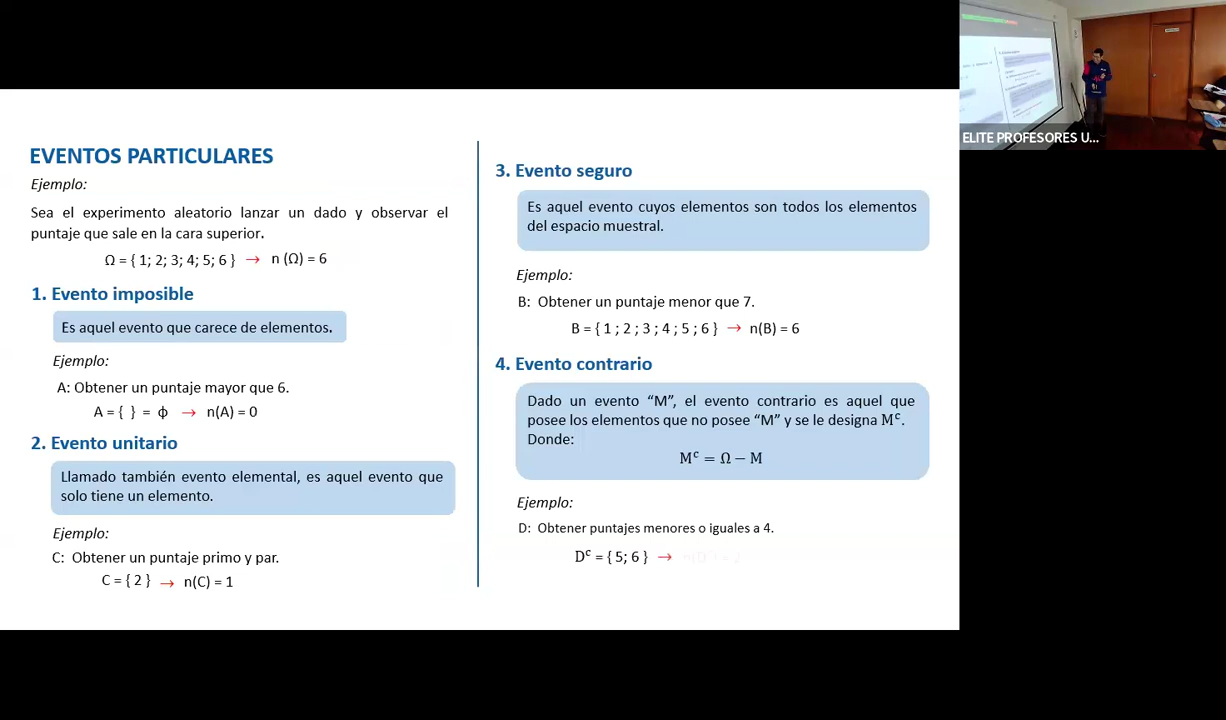 EVENTOS PARTICULARES
Ejemplo:
Sea el experimento aleatorio lanzar un dado y observar el
puntaje que sale en la cara superior.
Ω = { 1; 2; 3; 4; 5; 6 } → n (Ω) = 6
1. Evento imposible
Es aquel evento que carece de elementos.
Ejemplo:
A: Obtener un puntaje mayor que 6.
A = { } = ϕ → n(A) = 0
2. Evento unitario
Llamado también evento elemental, es aquel evento que
solo tiene un elemento.
Ejemplo:
C: Obtener un puntaje primo y par.
C = { 2 } → n(C) = 1
3. Evento seguro
Es aquel evento cuyos elementos son todos los elementos
del espacio muestral.
Ejemplo:
B: Obtener un puntaje menor que 7.
B = { 1 ; 2 ; 3 ; 4 ; 5 ; 6 } → n(B) = 6
4. Evento contrario
Dado un evento “M”, el evento contrario es aquel que
posee los elementos que no posee “M” y se le designa Mᶜ.
Donde:
Mᶜ = Ω − M
Ejemplo:
D: Obtener puntajes menores o iguales a 4.
Dᶜ = { 5; 6 } →
ELITE PROFESORES U...